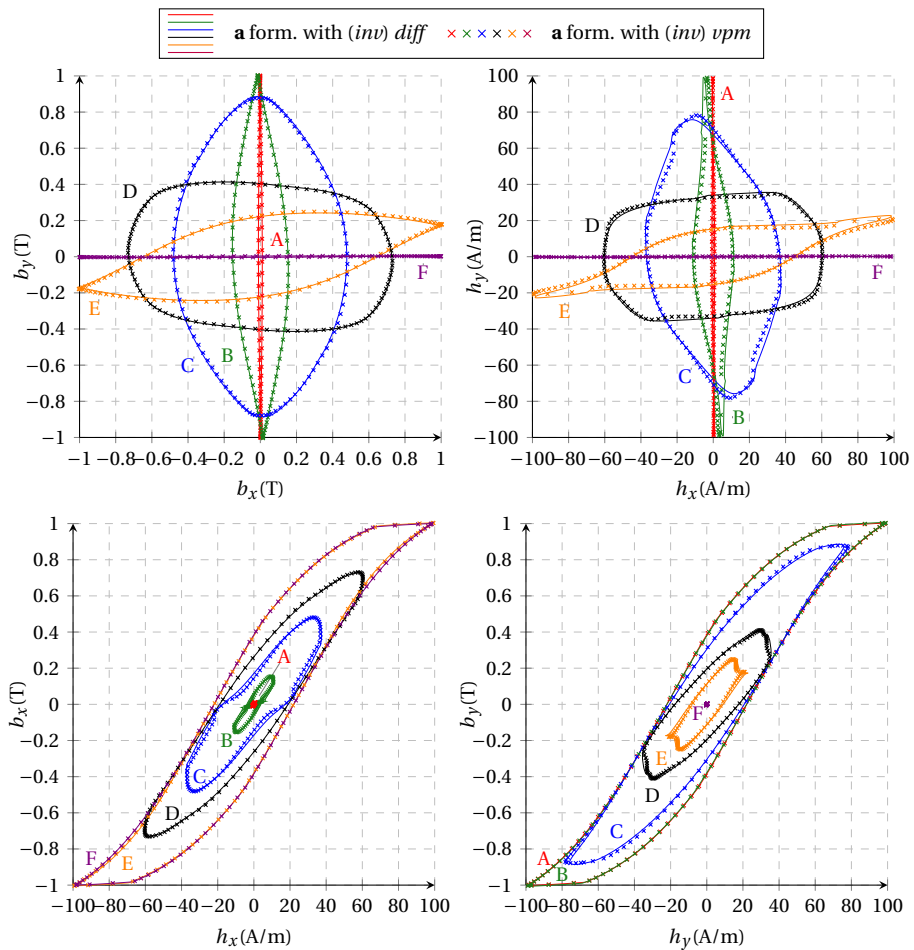 a form. with (inv) diff a form. with (inv) vpm
1
0.8
0.6
0.4
0.2
0
−0.2
−0.4
−0.6
−0.8
−1
b_y(T)
A
B
C
D
E
F
−1 −0.8 −0.6 −0.4 −0.2 0 0.2 0.4 0.6 0.8 1
b_x(T)
100
80
60
40
20
0
−20
−40
−60
−80
−100
h_y(A/m)
A
B
C
D
E
F
−100 −80 −60 −40 −20 0 20 40 60 80 100
h_x(A/m)
1
0.8
0.6
0.4
0.2
0
−0.2
−0.4
−0.6
−0.8
−1
b_x(T)
A
B
C
D
E
F
−100 −80 −60 −40 −20 0 20 40 60 80 100
h_x(A/m)
1
0.8
0.6
0.4
0.2
0
−0.2
−0.4
−0.6
−0.8
−1
b_y(T)
F
E
D
C
A
B
−100 −80 −60 −40 −20 0 20 40 60 80 100
h_y(A/m)